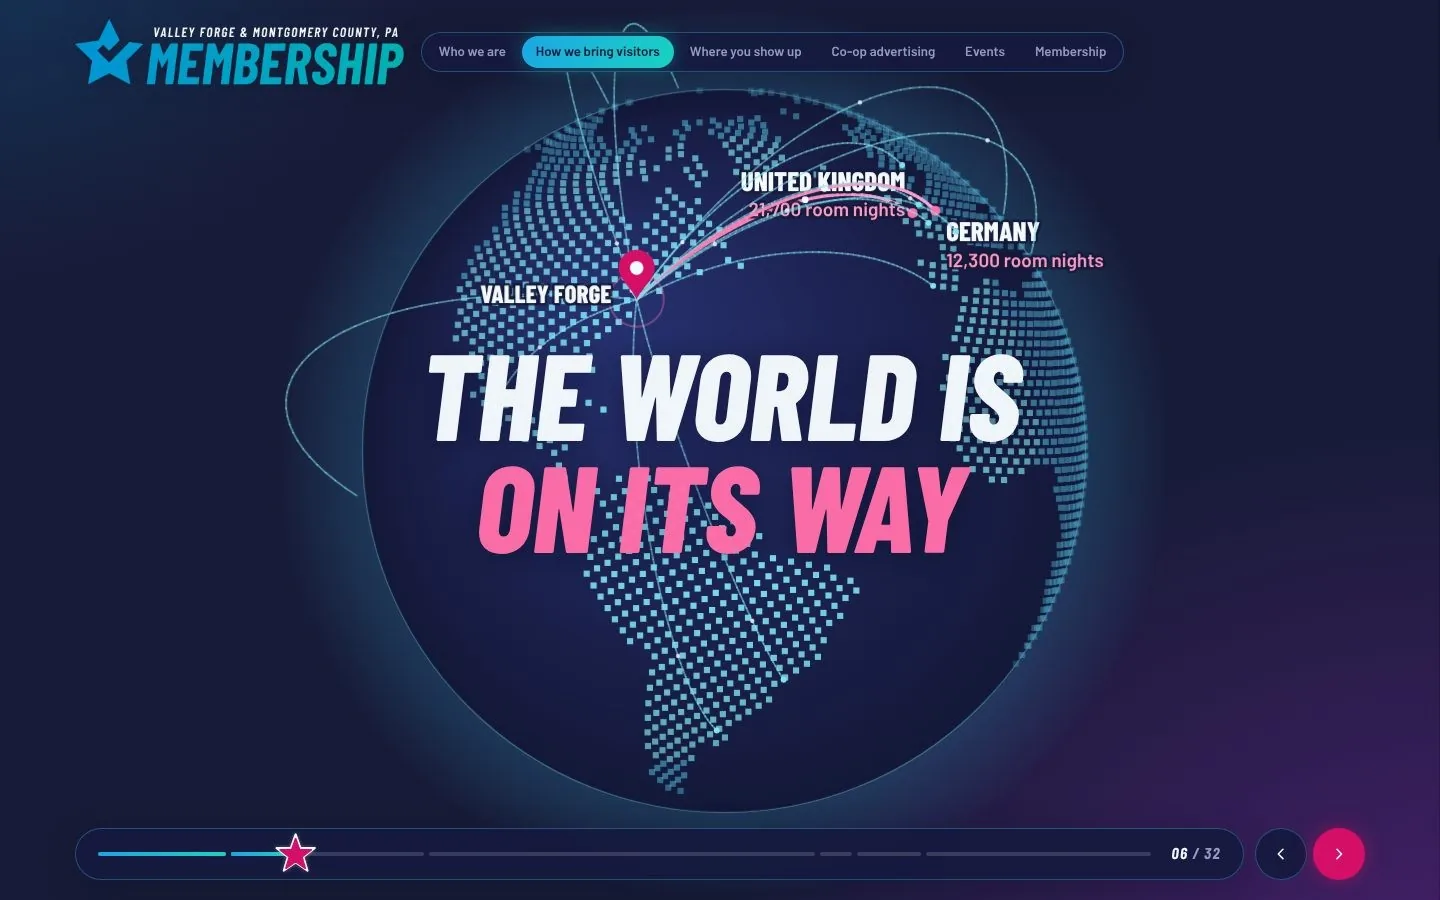 VALLEY FORGE & MONTGOMERY COUNTY, PA
MEMBERSHIP
Who we are
How we bring visitors
Where you show up
Co-op advertising
Events
Membership
UNITED KINGDOM
21,700 room nights
GERMANY
12,300 room nights
VALLEY FORGE
THE WORLD IS
ON ITS WAY
06 / 32